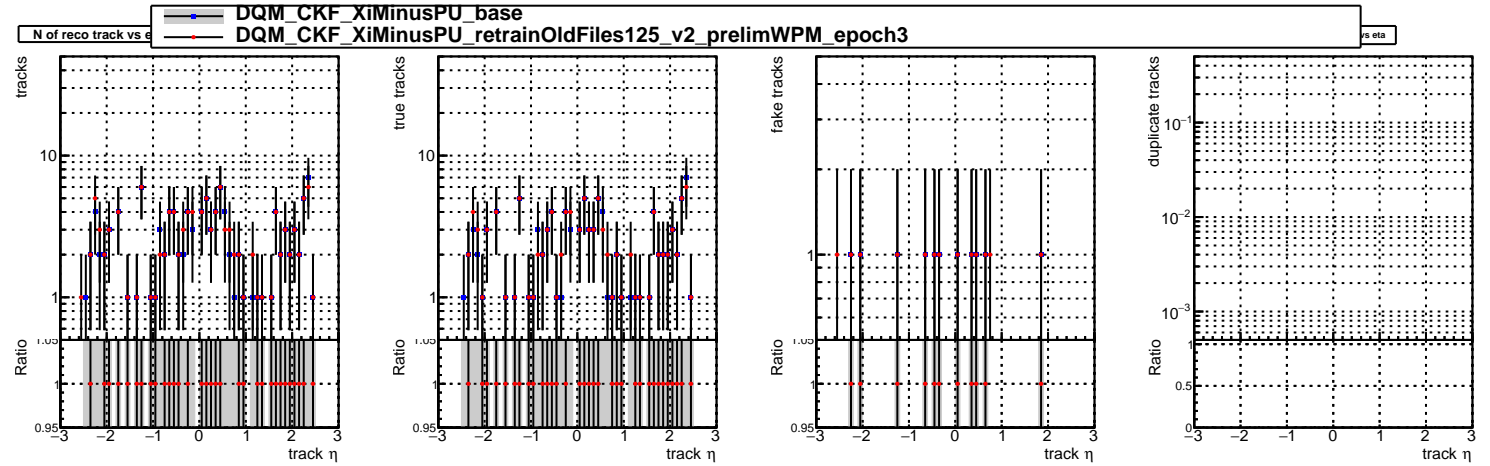 DQM_CKF_XiMinusPU_base
DQM_CKF_XiMinusPU_retrainOldFiles125_v2_prelimWPM_epoch3
N of reco track vs e
vs eta
tracks
10
1
1.05
Ratio
1
0.95
−3 −2 −1 0 1 2 3
track η
true tracks
10
1
1.05
Ratio
1
0.95
−3 −2 −1 0 1 2 3
track η
fake tracks
1
1.05
Ratio
1
0.95
−3 −2 −1 0 1 2 3
track η
duplicate tracks
10−1
10−2
10−3
1
Ratio
0.5
0
−3 −2 −1 0 1 2 3
track η